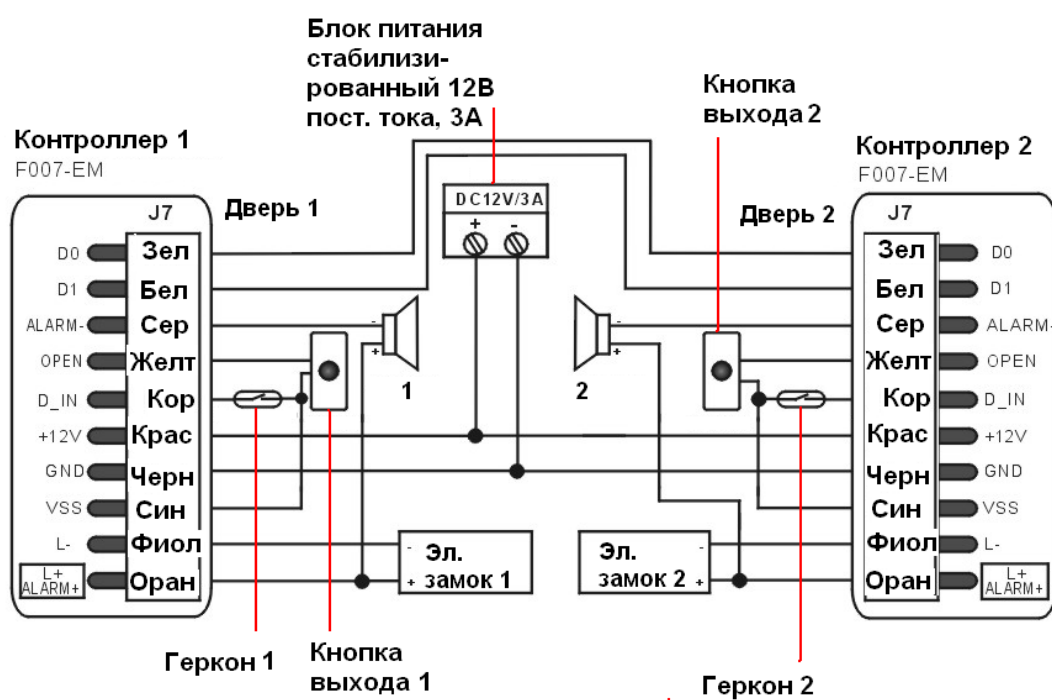 Блок питания
стабилизи-
рованный 12В
пост. тока, 3А
Кнопка
выхода 2
Контроллер 1
F007-EM
Контроллер 2
F007-EM
J7
Дверь 1
DC12V/3A
+ -
Дверь 2
J7
D0 Зел
Зел D0
D1 Бел
Бел D1
ALARM- Сер
-
+
1
-
+
2
Сер ALARM-
OPEN Желт
Желт OPEN
D_IN Кор
Кор D_IN
+12V Крас
Крас +12V
GND Черн
Черн GND
VSS Син
Син VSS
L- Фиол
Фиол L-
L+
ALARM+
Оран
- Эл.
+ замок 1
Эл. -
замок 2 +
Оран
L+
ALARM+
Геркон 1
Кнопка
выхода 1
Геркон 2